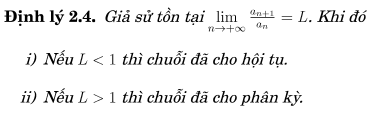 Định lý 2.4. Giả sử tồn tại lim_{n→+∞} a_{n+1}/a_n = L. Khi đó
i) Nếu L < 1 thì chuỗi đã cho hội tụ.
ii) Nếu L > 1 thì chuỗi đã cho phân kỳ.